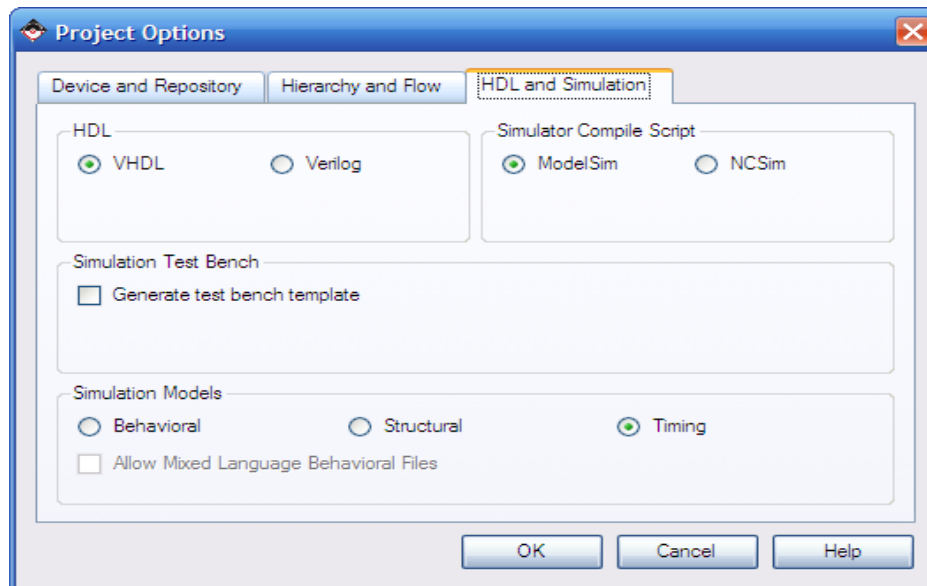 Project Options
Device and Repository Hierarchy and Flow HDL and Simulation
HDL
VHDL Verilog
Simulator Compile Script
ModelSim NCSim
Simulation Test Bench
Generate test bench template
Simulation Models
Behavioral Structural Timing
Allow Mixed Language Behavioral Files
OK Cancel Help